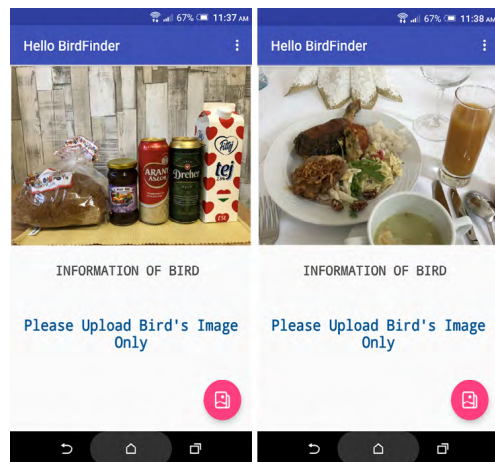 67% 11:37 AM
Hello BirdFinder
ARANY
ÁSZOK
Dreher
tej
INFORMATION OF BIRD
Please Upload Bird's Image
Only
67% 11:38 AM
Hello BirdFinder
INFORMATION OF BIRD
Please Upload Bird's Image
Only